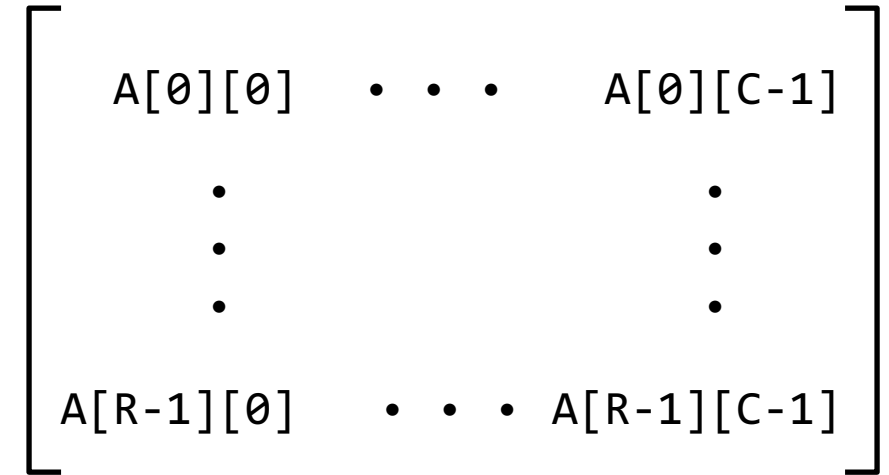 A[0][0] • • • A[0][C-1]
• •
• •
• •
A[R-1][0] • • • A[R-1][C-1]